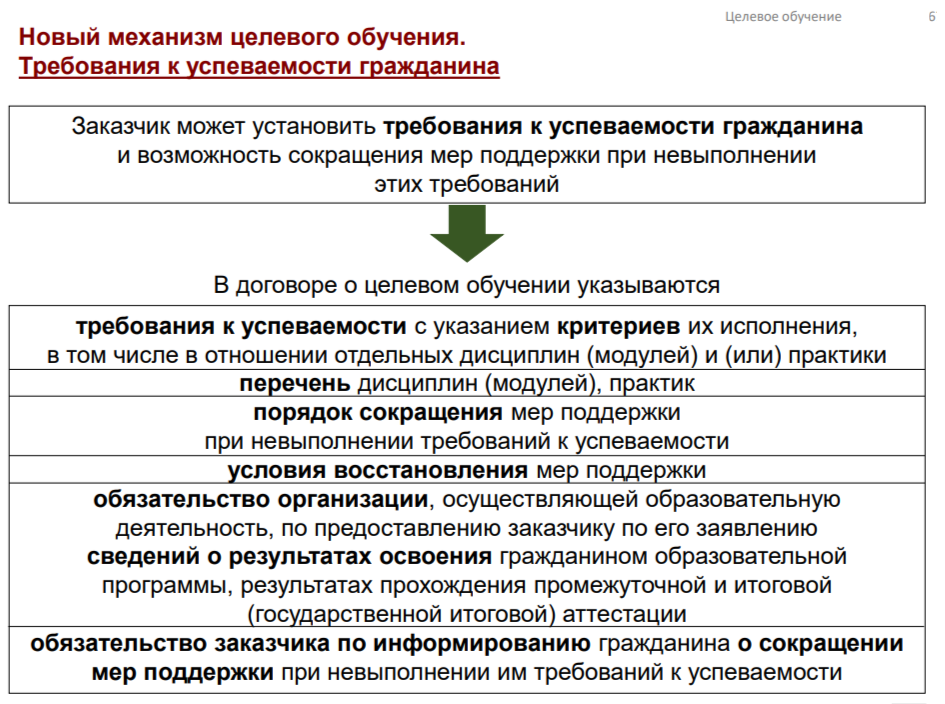 Целевое обучение
6
Новый механизм целевого обучения.
Требования к успеваемости гражданина
Заказчик может установить требования к успеваемости гражданина
и возможность сокращения мер поддержки при невыполнении
этих требований
В договоре о целевом обучении указываются
требования к успеваемости с указанием критериев их исполнения,
в том числе в отношении отдельных дисциплин (модулей) и (или) практики
перечень дисциплин (модулей), практик
порядок сокращения мер поддержки
при невыполнении требований к успеваемости
условия восстановления мер поддержки
обязательство организации, осуществляющей образовательную
деятельность, по предоставлению заказчику по его заявлению
сведений о результатах освоения гражданином образовательной
программы, результатах прохождения промежуточной и итоговой
(государственной итоговой) аттестации
обязательство заказчика по информированию гражданина о сокращении
мер поддержки при невыполнении им требований к успеваемости